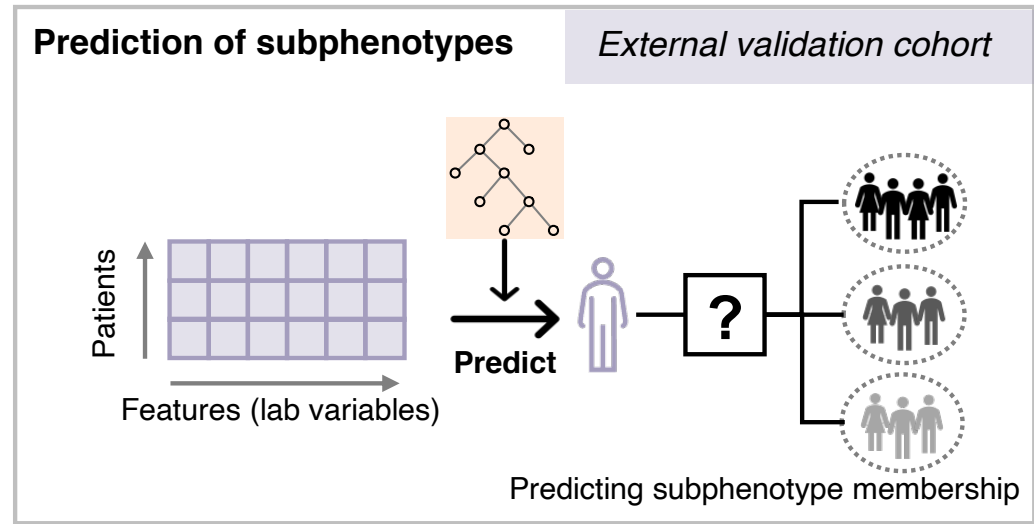 Prediction of subphenotypes
External validation cohort
Patients
Features (lab variables)
Predict
?
Predicting subphenotype membership